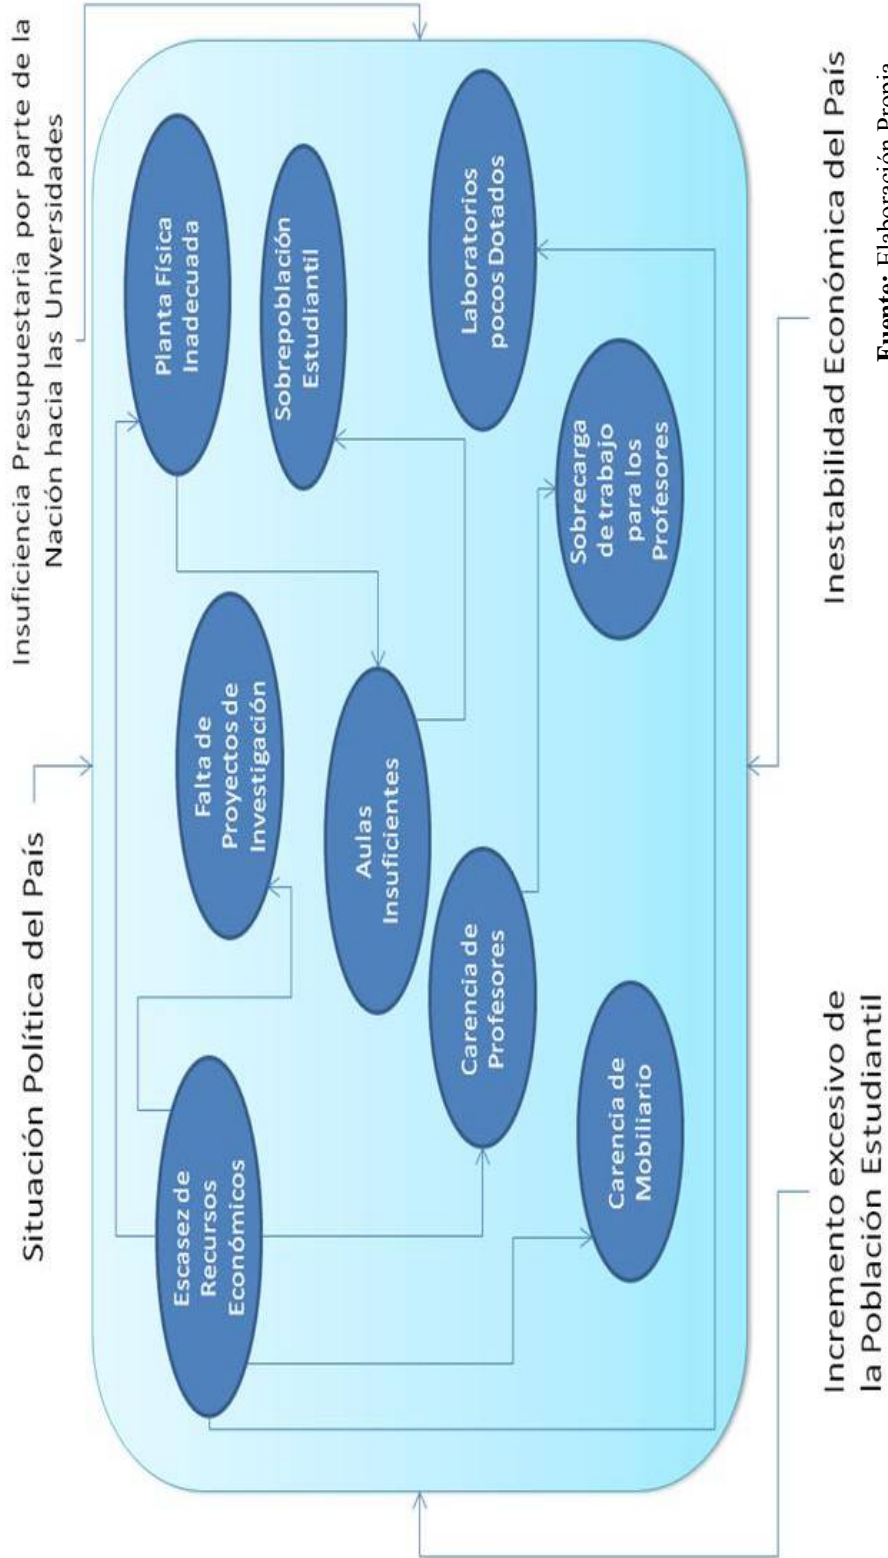 Situación Política del País
Insuficiencia Presupuestaria por parte de la
Nación hacia las Universidades
Escasez de
Recursos
Económicos
Falta de
Proyectos de
Investigación
Planta Física
Inadecuada
Sobrepoblación
Estudiantil
Aulas
Insuficientes
Carencia de
Profesores
Laboratorios
pocos Dotados
Carencia de
Mobiliario
Sobrecarga
de trabajo
para los
Profesores
Incremento excesivo de
la Población Estudiantil
Inestabilidad Económica del País
Fuente: Elaboración Propia